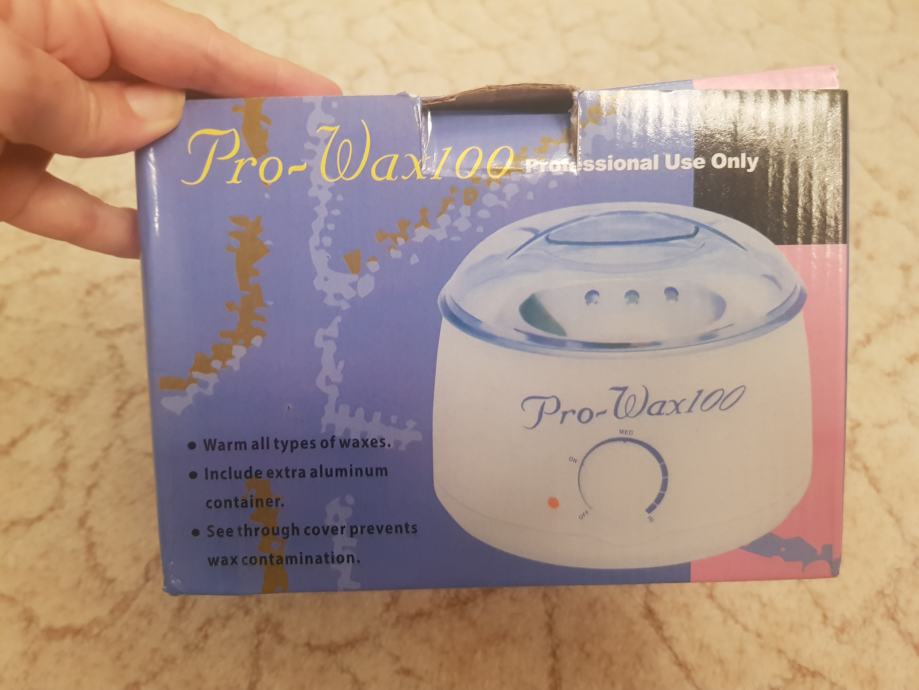 Pro-Wax100 Professional Use Only
Pro-Wax100
MED
ON
OFF
● Warm all types of waxes.
● Include extra aluminum
container.
● See through cover prevents
wax contamination.